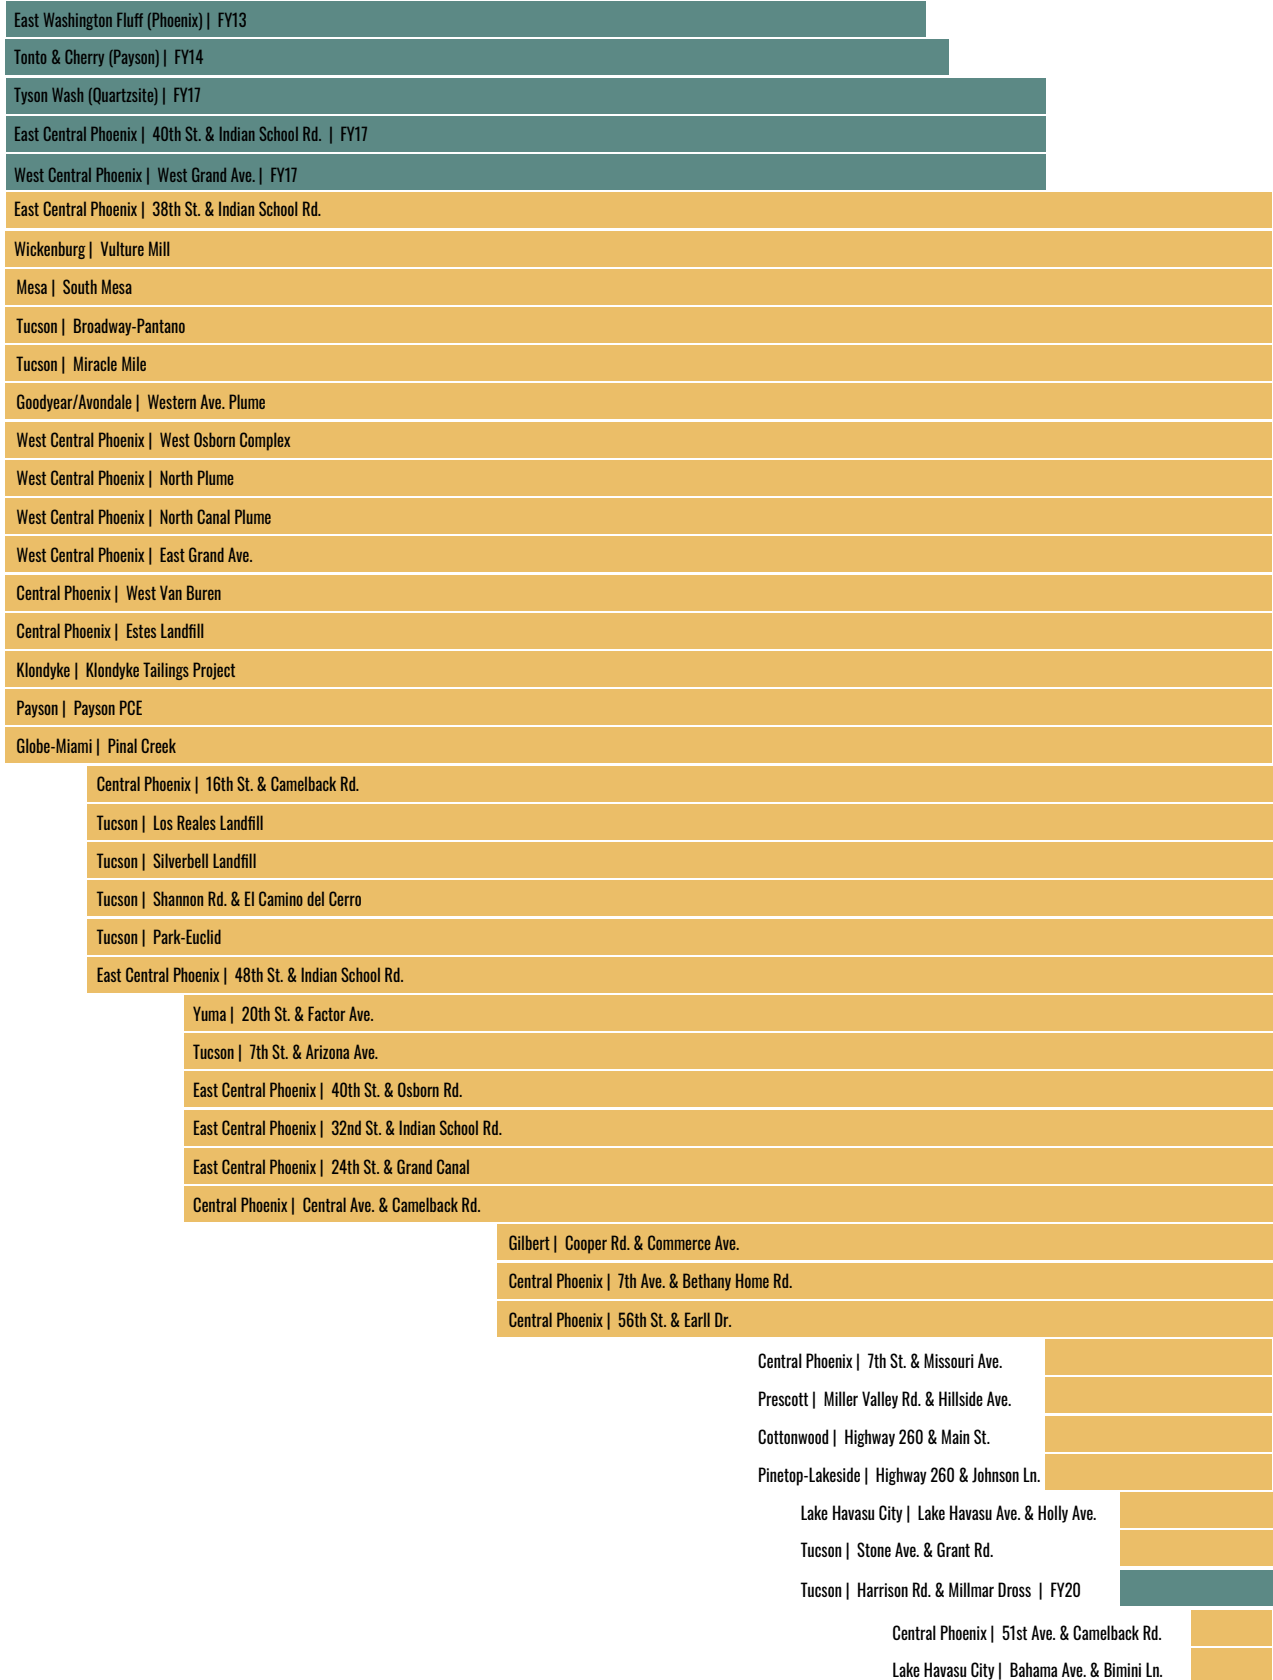 East Washington Fluff (Phoenix) | FY13
Tonto & Cherry (Payson) | FY14
Tyson Wash (Quartzsite) | FY17
East Central Phoenix | 40th St. & Indian School Rd. | FY17
West Central Phoenix | West Grand Ave. | FY17
East Central Phoenix | 38th St. & Indian School Rd.
Wickenburg | Vulture Mill
Mesa | South Mesa
Tucson | Broadway-Pantano
Tucson | Miracle Mile
Goodyear/Avondale | Western Ave. Plume
West Central Phoenix | West Osborn Complex
West Central Phoenix | North Plume
West Central Phoenix | North Canal Plume
West Central Phoenix | East Grand Ave.
Central Phoenix | West Van Buren
Central Phoenix | Estes Landfill
Klondyke | Klondyke Tailings Project
Payson | Payson PCE
Globe-Miami | Pinal Creek
Central Phoenix | 16th St. & Camelback Rd.
Tucson | Los Reales Landfill
Tucson | Silverbell Landfill
Tucson | Shannon Rd. & El Camino del Cerro
Tucson | Park-Euclid
East Central Phoenix | 48th St. & Indian School Rd.
Yuma | 20th St. & Factor Ave.
Tucson | 7th St. & Arizona Ave.
East Central Phoenix | 40th St. & Osborn Rd.
East Central Phoenix | 32nd St. & Indian School Rd.
East Central Phoenix | 24th St. & Grand Canal
Central Phoenix | Central Ave. & Camelback Rd.
Gilbert | Cooper Rd. & Commerce Ave.
Central Phoenix | 7th Ave. & Bethany Home Rd.
Central Phoenix | 56th St. & Earll Dr.
Central Phoenix | 7th St. & Missouri Ave.
Prescott | Miller Valley Rd. & Hillside Ave.
Cottonwood | Highway 260 & Main St.
Pinetop-Lakeside | Highway 260 & Johnson Ln.
Lake Havasu City | Lake Havasu Ave. & Holly Ave.
Tucson | Stone Ave. & Grant Rd.
Tucson | Harrison Rd. & Millmar Dross | FY20
Central Phoenix | 51st Ave. & Camelback Rd.
Lake Havasu City | Bahama Ave. & Bimini Ln.